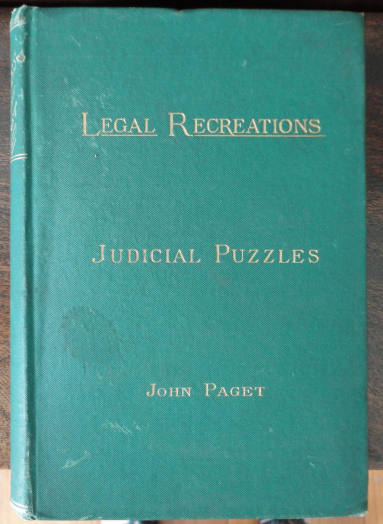 LEGAL RECREATIONS
JUDICIAL PUZZLES
JOHN PAGET